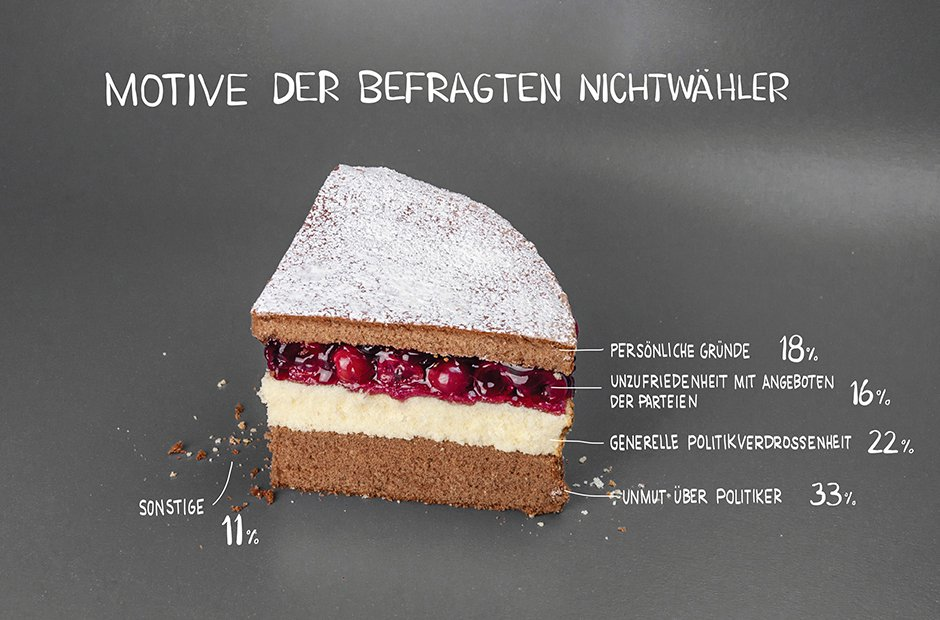 MOTIVE DER BEFRAGTEN NICHTWÄHLER
PERSÖNLICHE GRÜNDE 18%
UNZUFRIEDENHEIT MIT ANGEBOTEN
DER PARTEIEN 16%
GENERELLE POLITIKVERDROSSENHEIT 22%
UNMUT ÜBER POLITIKER 33%
SONSTIGE
11%